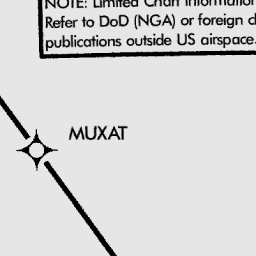 NOTE: Limited Chart Information
Refer to DoD (NGA) or foreign
publications outside US airspace.
MUXAT